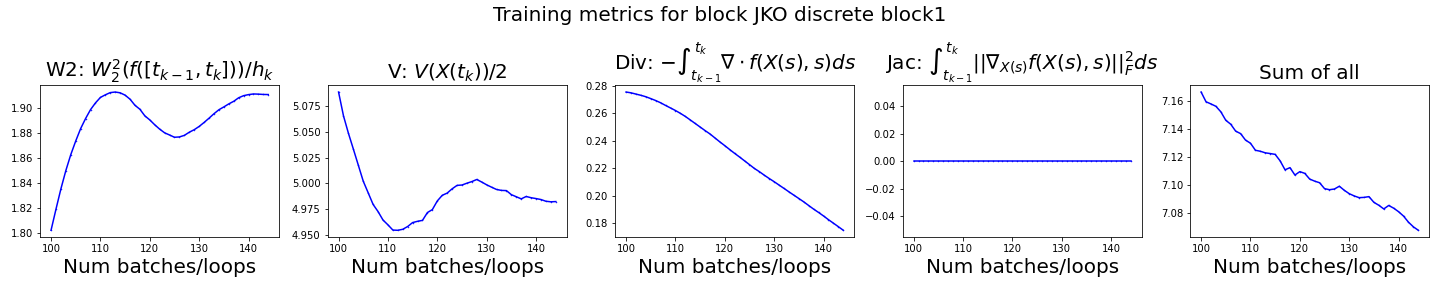 Training metrics for block JKO discrete block1
W2: $W_2^2(f([t_{k-1}, t_k]))/h_k$
1.90
1.88
1.86
1.84
1.82
1.80
100 110 120 130 140
Num batches/loops
V: $V(X(t_k))/2$
5.075
5.050
5.025
5.000
4.975
4.950
100 110 120 130 140
Num batches/loops
Div: $-\int_{t_{k-1}}^{t_k} \nabla \cdot f(X(s), s)ds$
0.28
0.26
0.24
0.22
0.20
0.18
100 110 120 130 140
Num batches/loops
Jac: $\int_{t_{k-1}}^{t_k} ||\nabla_{X(s)} f(X(s), s)||_F^2 ds$
0.04
0.02
0.00
−0.02
−0.04
100 110 120 130 140
Num batches/loops
Sum of all
7.16
7.14
7.12
7.10
7.08
100 110 120 130 140
Num batches/loops